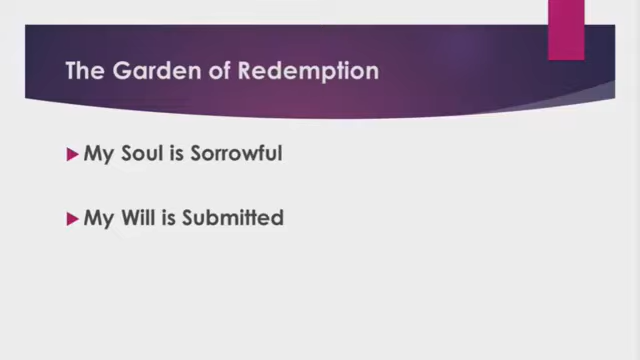 The Garden of Redemption
My Soul is Sorrowful
My Will is Submitted